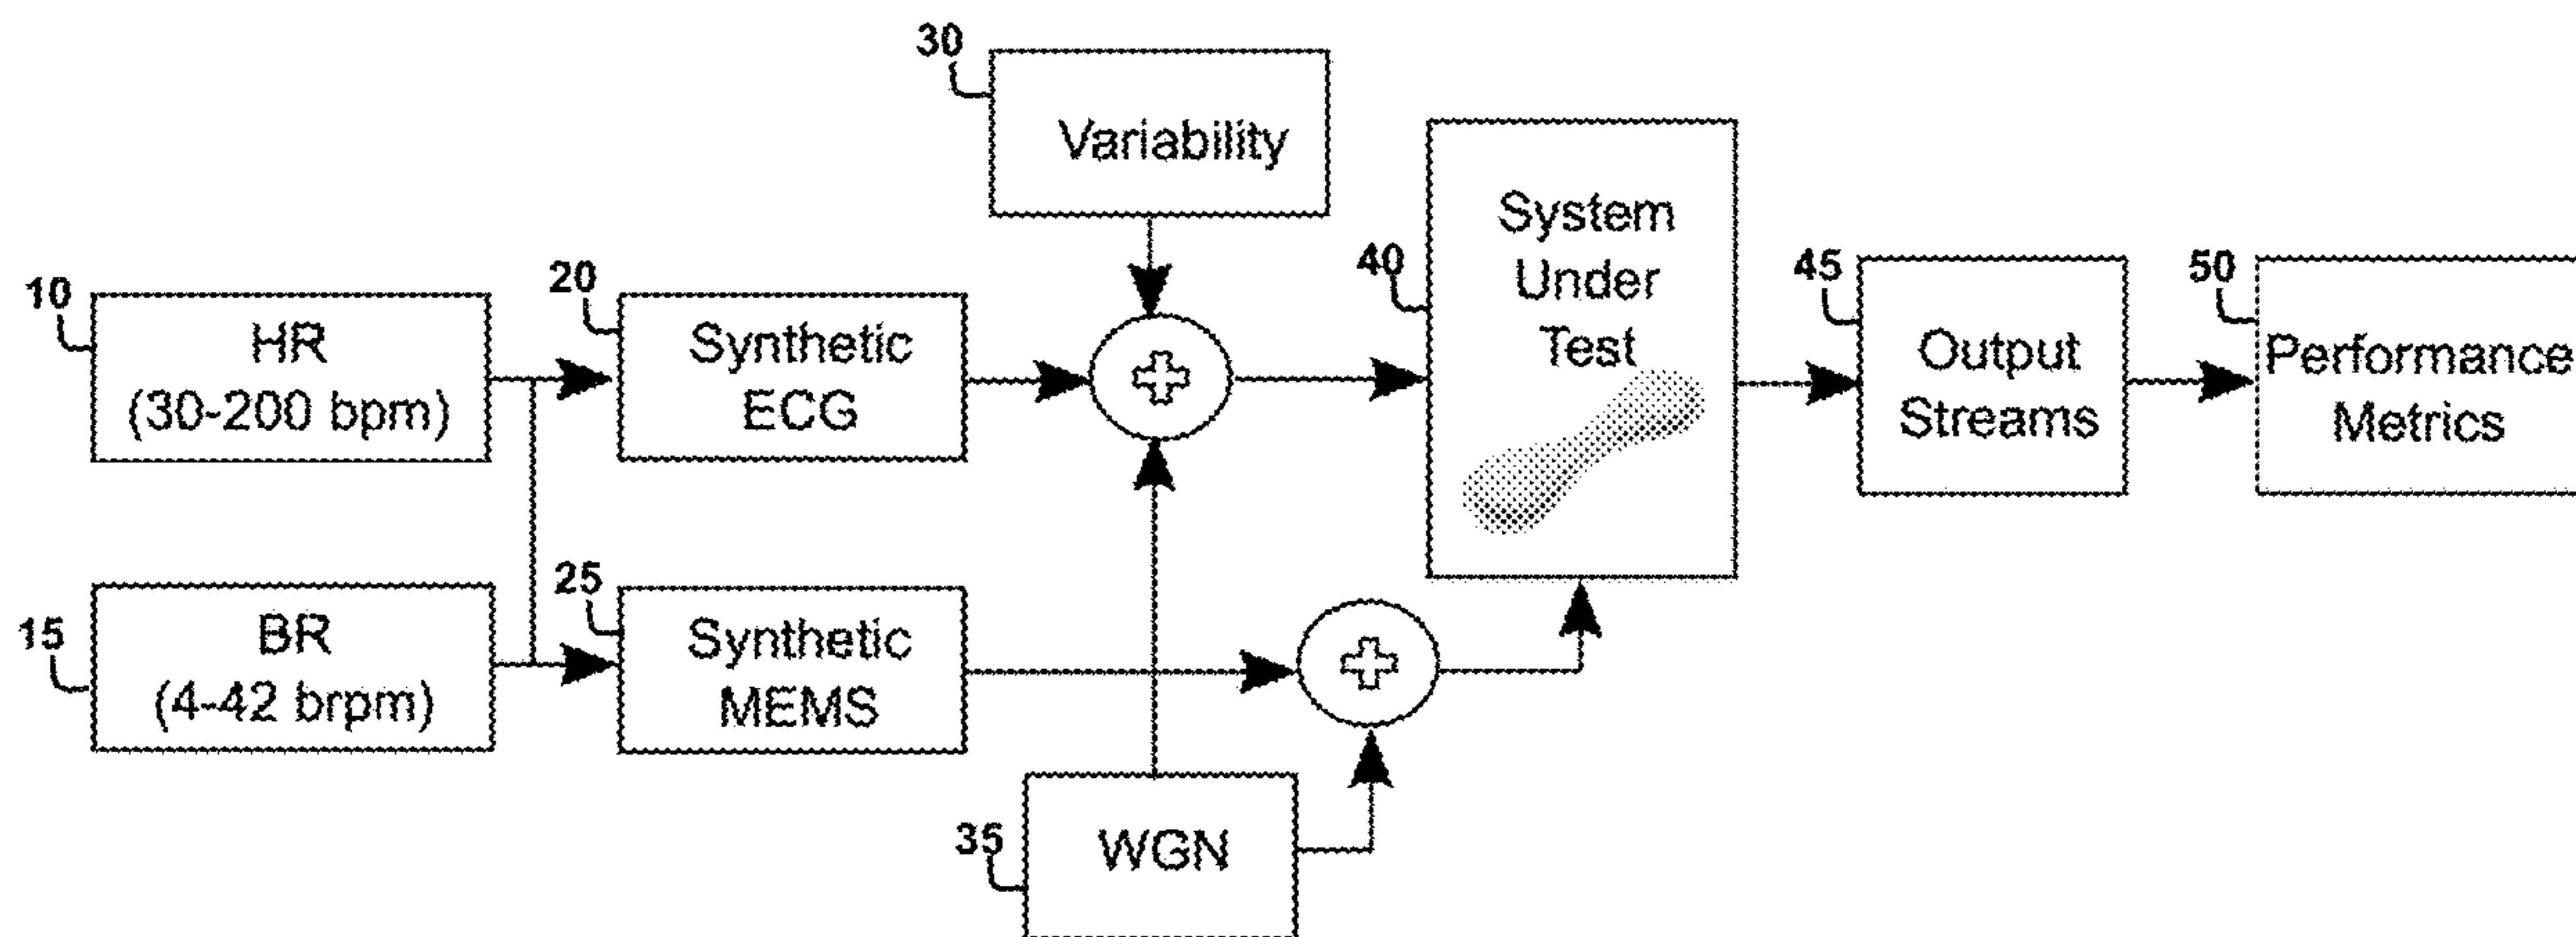 30
Variability
10
HR
(30-200 bpm)
20
Synthetic
ECG
40
System
Under
Test
45
Output
Streams
50
Performance
Metrics
15
BR
(4-42 brpm)
25
Synthetic
MEMS
35
WGN